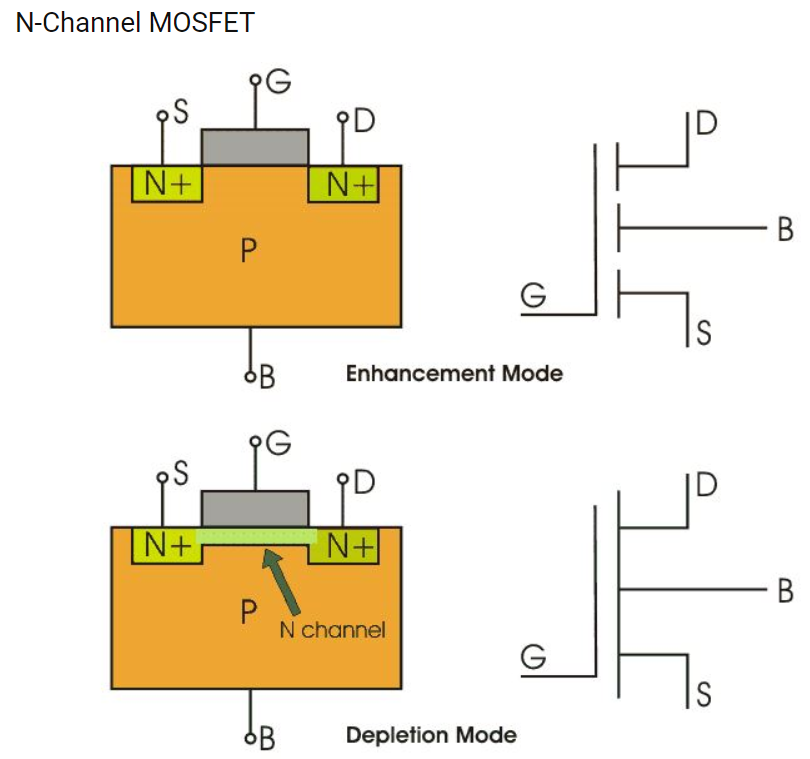 N-Channel MOSFET
G
S
D
N+
N+
P
B
D
B
G
S
Enhancement Mode
G
S
D
N+
N+
P
N channel
B
D
B
G
S
Depletion Mode